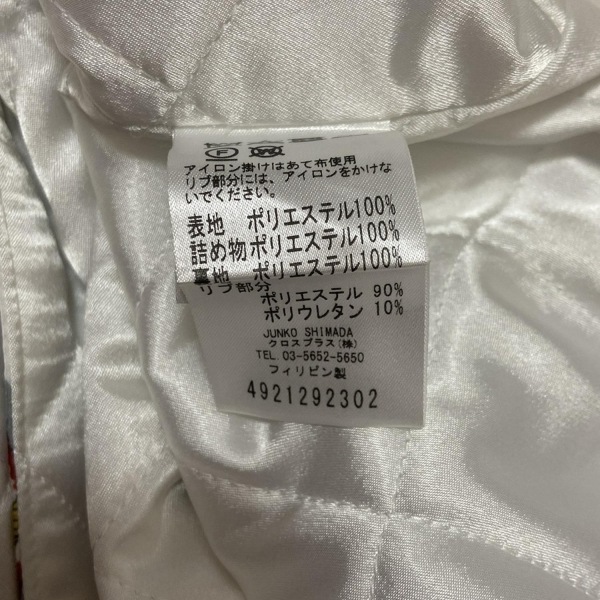 F W
アイロン掛けはあて布使用
リブ部分には、アイロンをかけな
いでください。
表地 ポリエステル100%
詰め物 ポリエステル100%
裏地 ポリエステル100%
リブ部分
ポリエステル 90%
ポリウレタン 10%
JUNKO SHIMADA
クロスプラス(株)
TEL.03-5652-5650
フィリピン製
4921292302